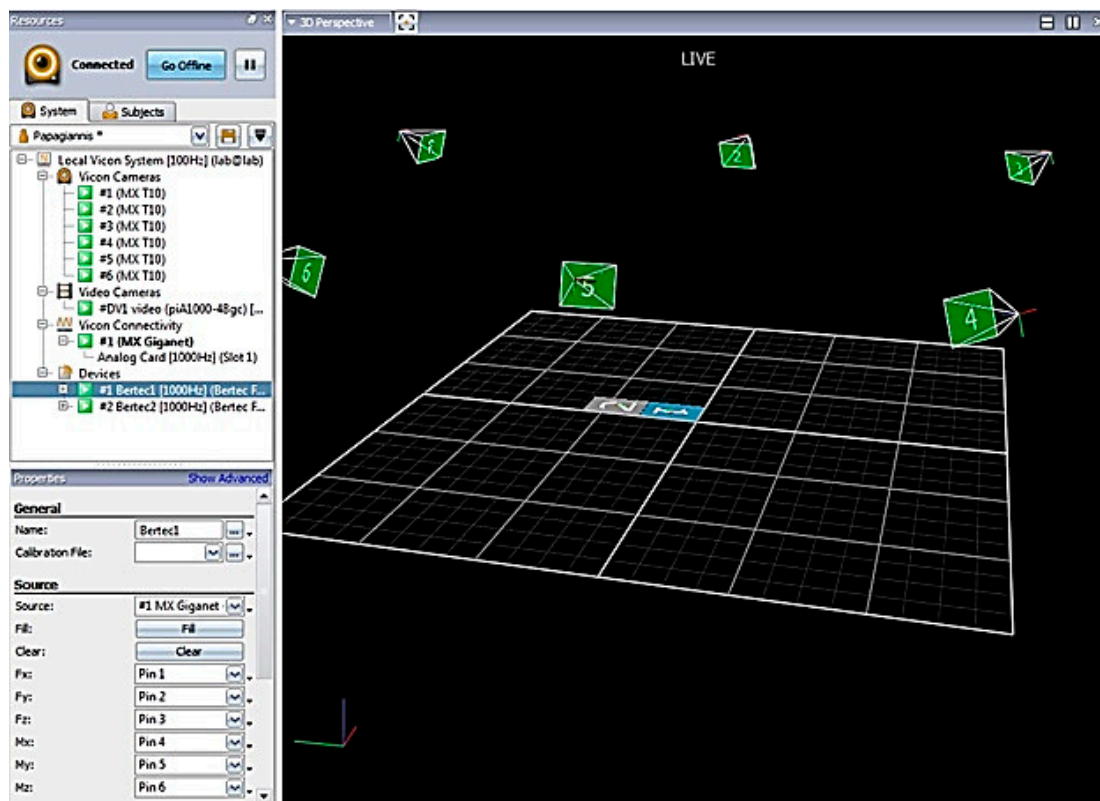 Resources
3D Perspective
Connected
Go Offline
LIVE
System
Subjects
Papagiannis *
Local Vicon System [100Hz] (lab@lab)
Vicon Cameras
#1 (MX T10)
#2 (MX T10)
#3 (MX T10)
#4 (MX T10)
#5 (MX T10)
#6 (MX T10)
Video Cameras
#DV1 video (piA1000-48gc) [...
Vicon Connectivity
#1 (MX Giganet)
Analog Card [1000Hz] (Slot 1)
Devices
#1 Bertec1 [1000Hz] (Bertec F...
#2 Bertec2 [1000Hz] (Bertec F...
2
6
5
4
2
1
Properties
Show Advanced
General
Name:
Bertec1
Calibration File:
Source
Source:
#1 MX Giganet
Fill:
Fill
Clear:
Clear
Fx:
Pin 1
Fy:
Pin 2
Fz:
Pin 3
Mx:
Pin 4
My:
Pin 5
Mz:
Pin 6